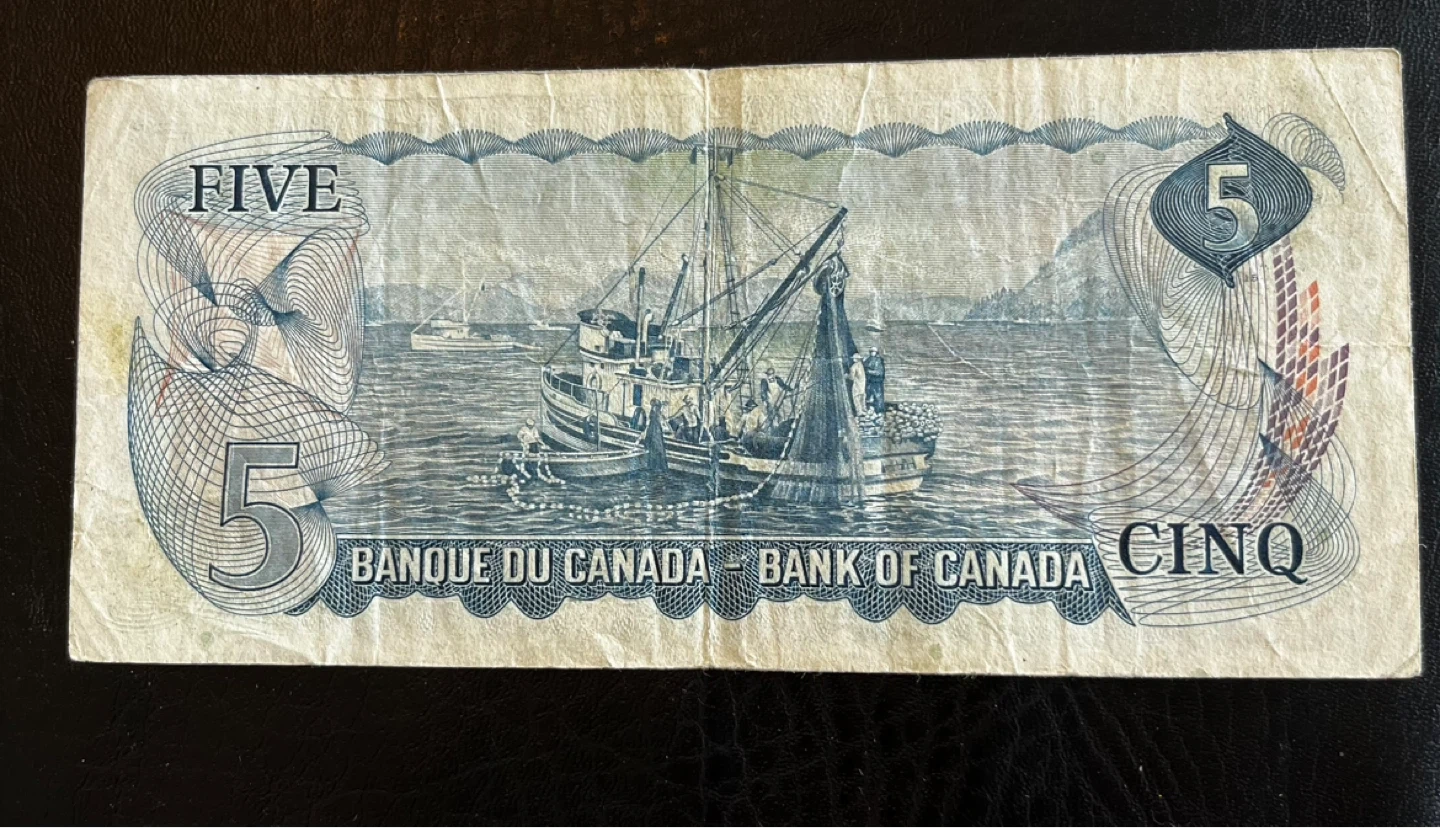 FIVE
5
5
BANQUE DU CANADA - BANK OF CANADA
CINQ